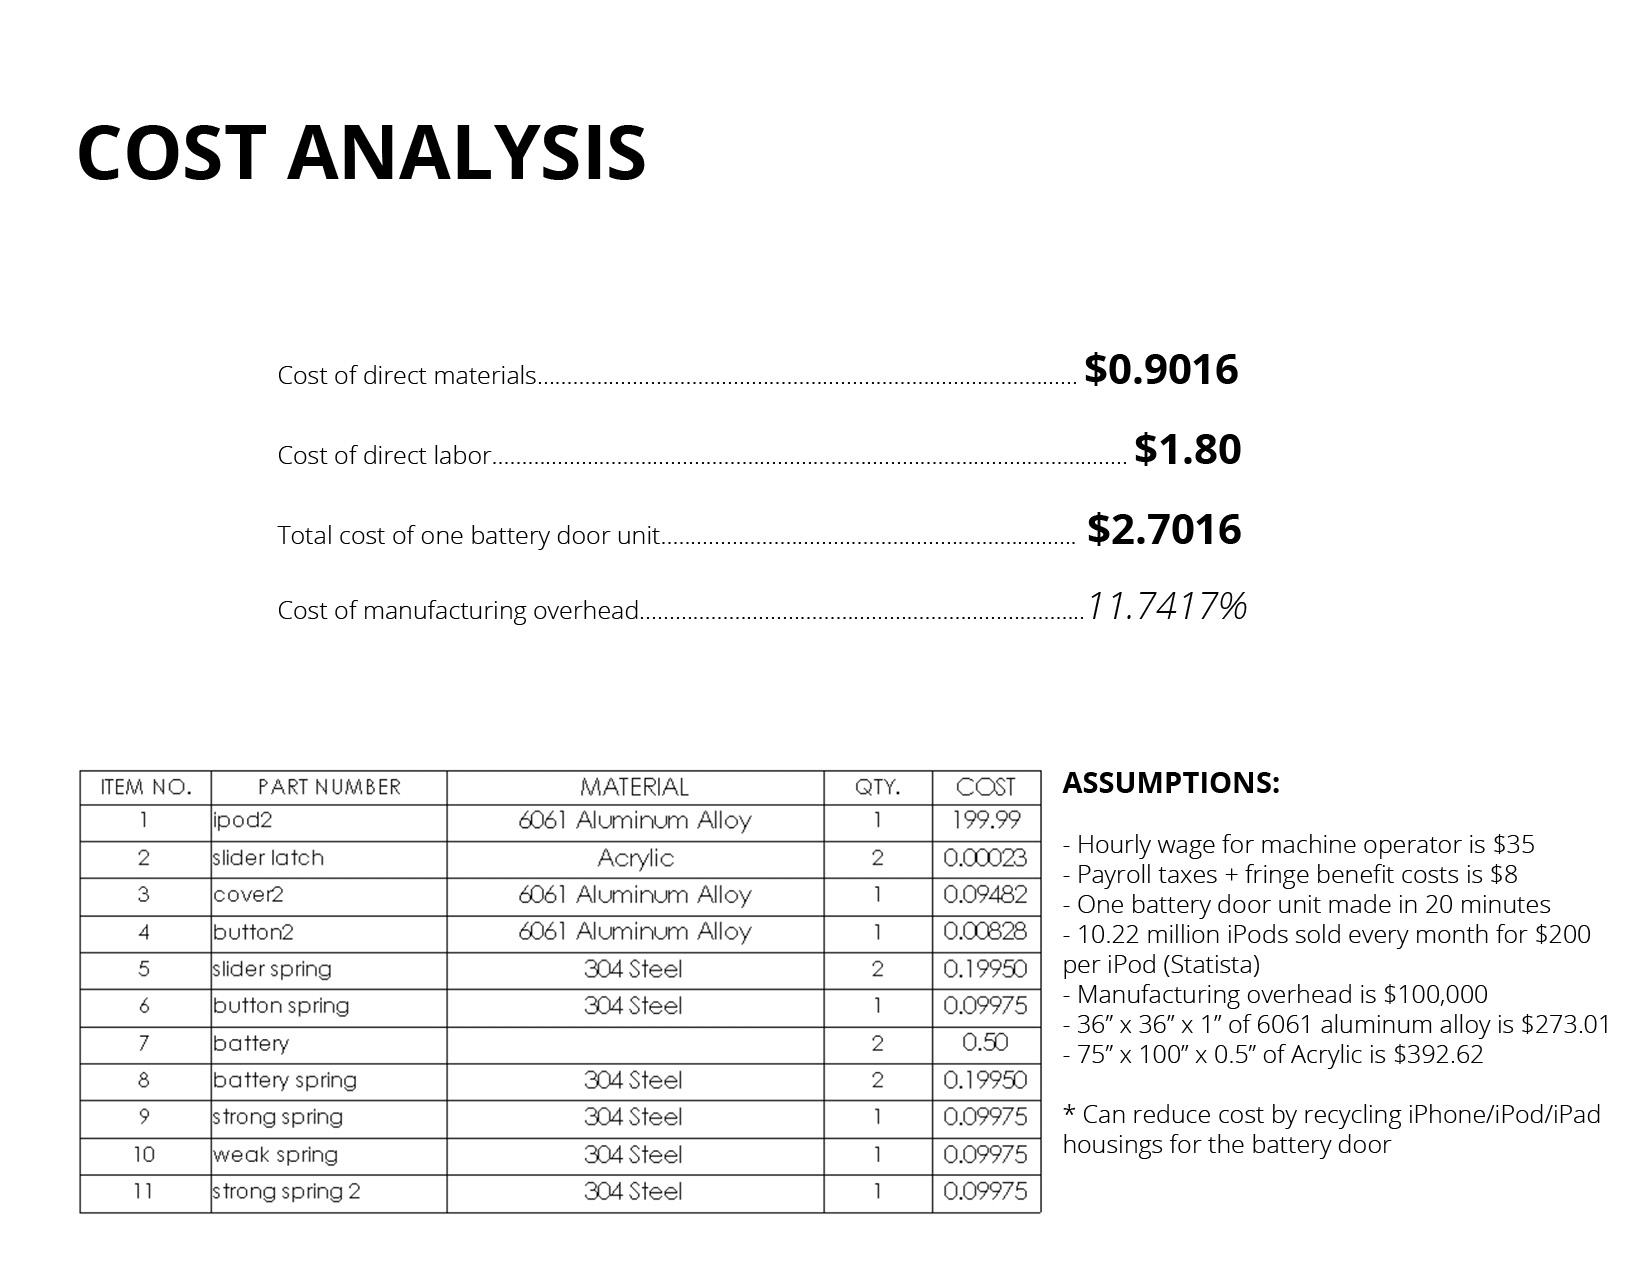 COST ANALYSIS
Cost of direct materials........................................................................................ $0.9016
Cost of direct labor........................................................................................................ $1.80
Total cost of one battery door unit.................................................................... $2.7016
Cost of manufacturing overhead.........................................................................11.7417%
ITEM NO. PART NUMBER MATERIAL QTY. COST
1 ipod2 6061 Aluminum Alloy 1 199.99
2 slider latch Acrylic 2 0.00023
3 cover2 6061 Aluminum Alloy 1 0.09482
4 button2 6061 Aluminum Alloy 1 0.00828
5 slider spring 304 Steel 2 0.19950
6 button spring 304 Steel 1 0.09975
7 battery 2 0.50
8 battery spring 304 Steel 2 0.19950
9 strong spring 304 Steel 1 0.09975
10 weak spring 304 Steel 1 0.09975
11 strong spring 2 304 Steel 1 0.09975
ASSUMPTIONS:
- Hourly wage for machine operator is $35
- Payroll taxes + fringe benefit costs is $8
- One battery door unit made in 20 minutes
- 10.22 million iPods sold every month for $200
per iPod (Statista)
- Manufacturing overhead is $100,000
- 36” x 36” x 1” of 6061 aluminum alloy is $273.01
- 75” x 100” x 0.5” of Acrylic is $392.62
* Can reduce cost by recycling iPhone/iPod/iPad
housings for the battery door